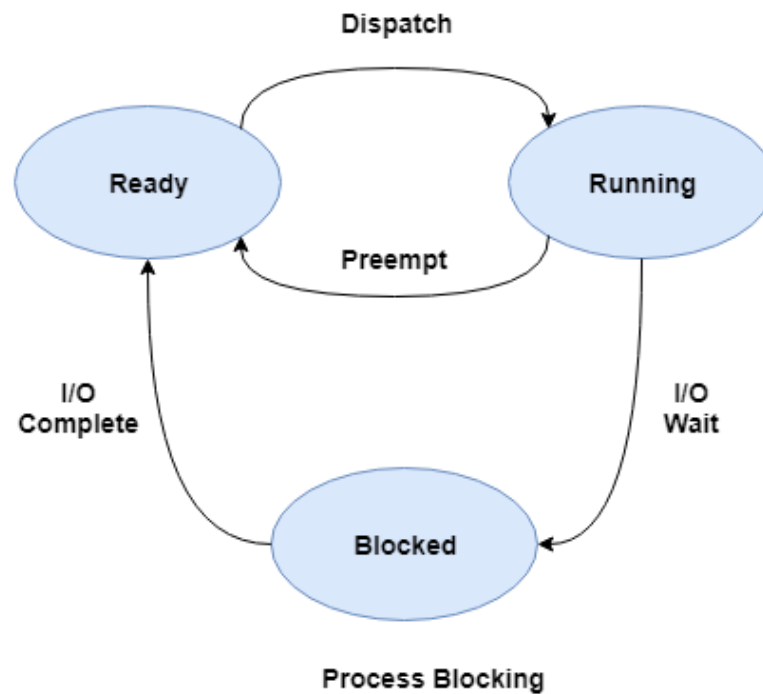 Dispatch
Ready
Running
Preempt
I/O
Complete
I/O
Wait
Blocked
Process Blocking